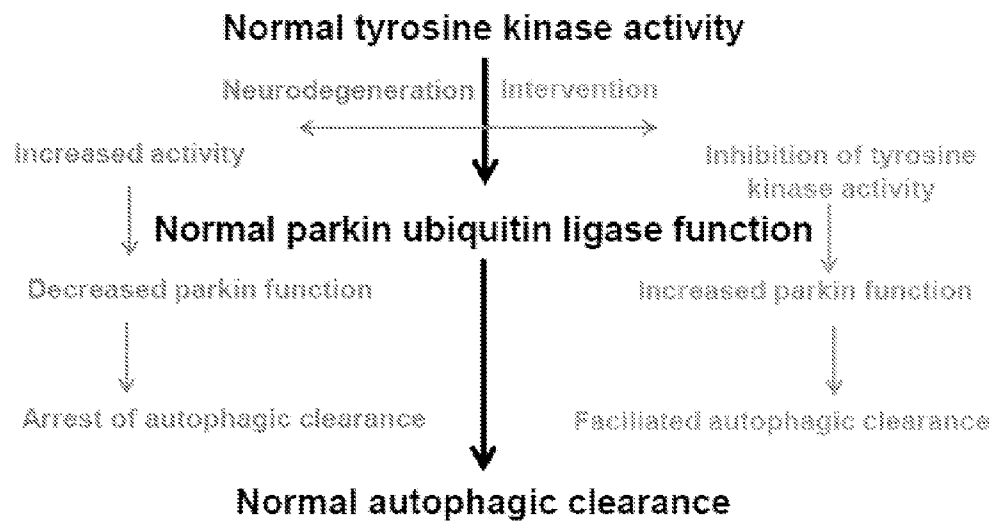 Normal tyrosine kinase activity
Neurodegeneration
Intervention
Increased activity
Inhibition of tyrosine
kinase activity
Normal parkin ubiquitin ligase function
Decreased parkin function
Increased parkin function
Arrest of autophagic clearance
Faciliated autophagic clearance
Normal autophagic clearance